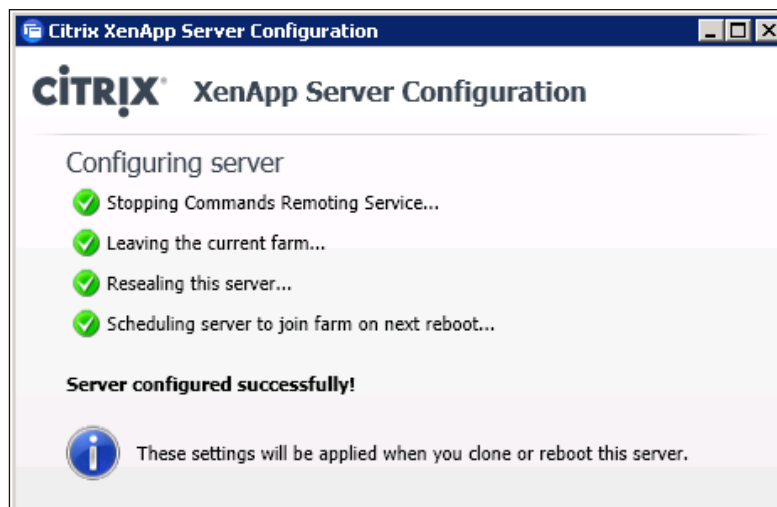 Citrix XenApp Server Configuration
CİTRIX® XenApp Server Configuration
Configuring server
Stopping Commands Remoting Service...
Leaving the current farm...
Resealing this server...
Scheduling server to join farm on next reboot...
Server configured successfully!
These settings will be applied when you clone or reboot this server.